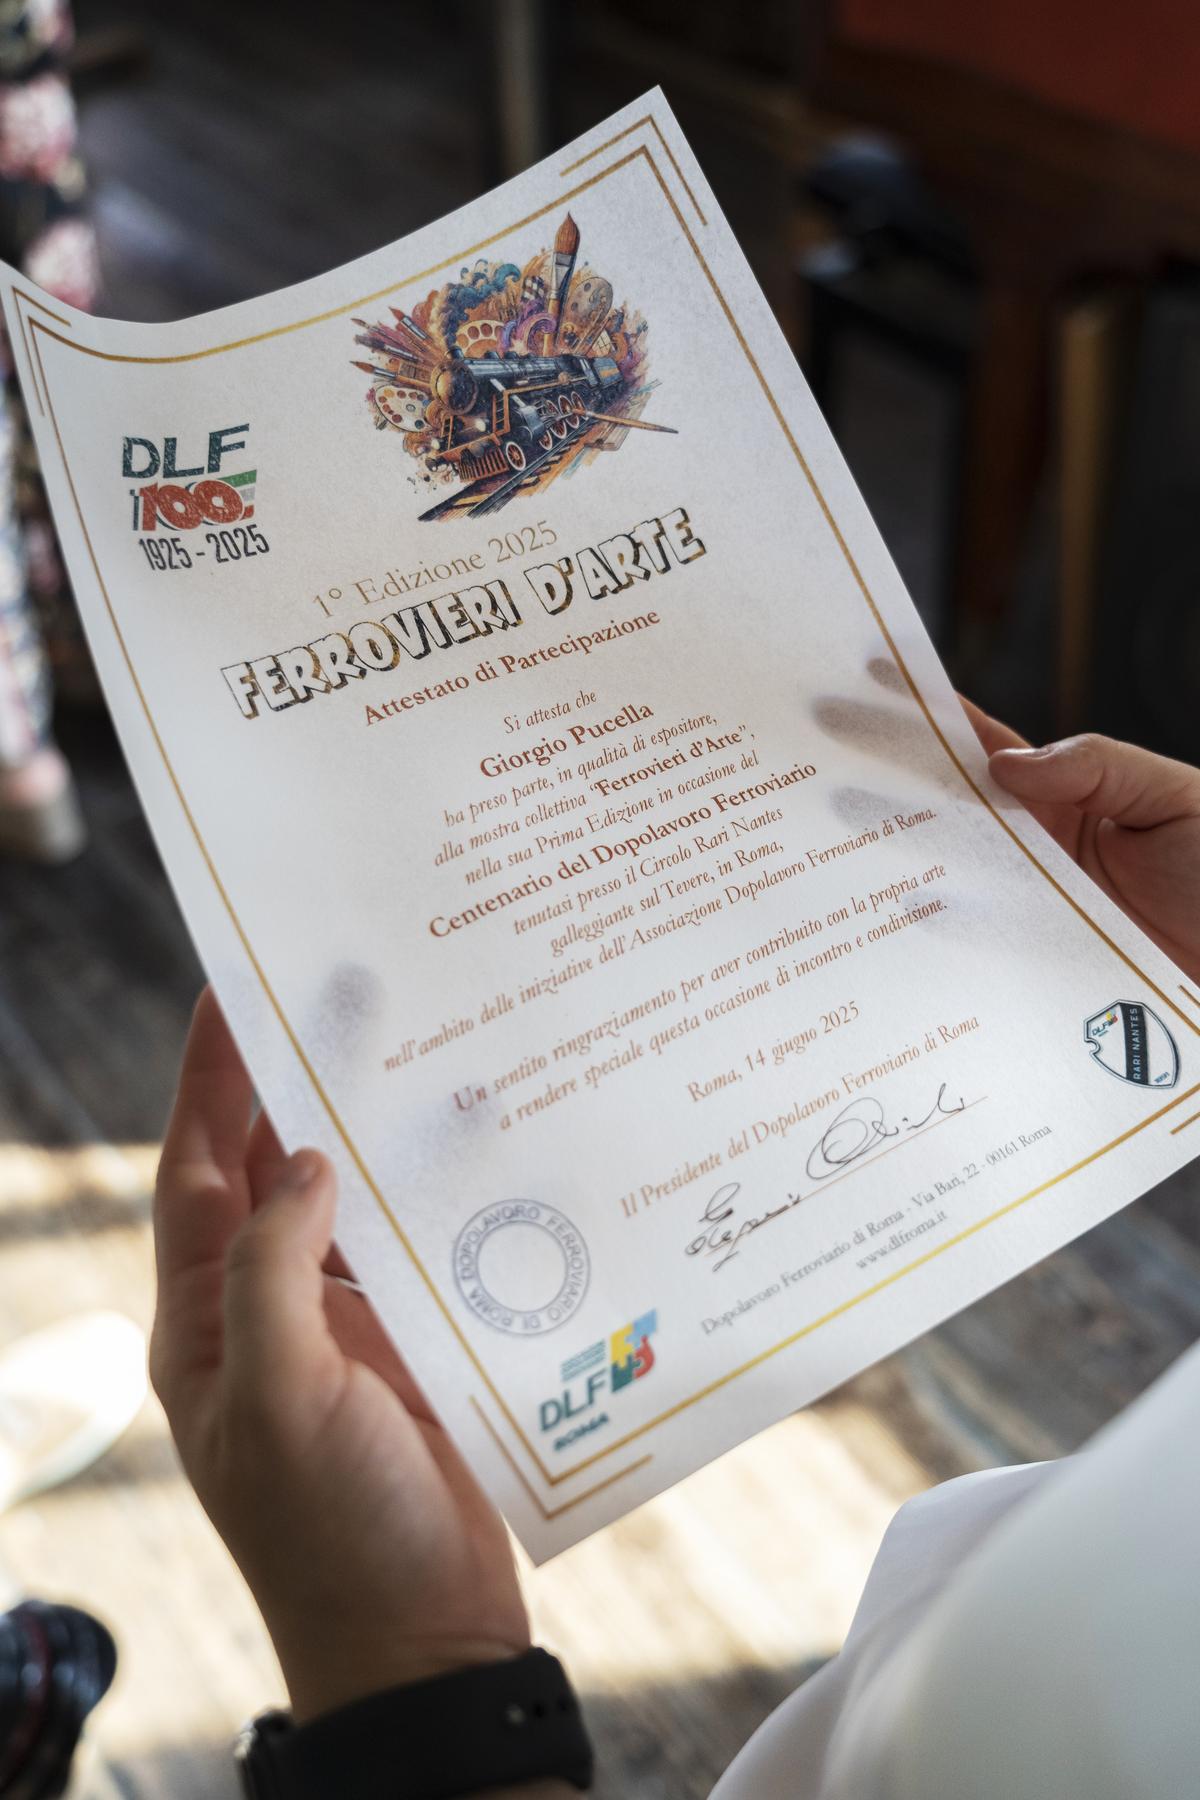 DLF
100
1925 - 2025
1° Edizione 2025
FERROVIERI D'ARTE
Attestato di Partecipazione
Si attesta che
Giorgio Pucella
ha preso parte, in qualità di espositore,
alla mostra collettiva "Ferrovieri d'Arte",
nella sua Prima Edizione in occasione del
Centenario del Dopolavoro Ferroviario
tenutasi presso il Circolo Rari Nantes
galleggiante sul Tevere, in Roma,
nell'ambito delle iniziative dell'Associazione Dopolavoro Ferroviario di Roma.
Un sentito ringraziamento per aver contribuito con la propria arte
a rendere speciale questa occasione di incontro e condivisione.
Roma, 14 giugno 2025
Il Presidente del Dopolavoro Ferroviario di Roma
DLF
RARI NANTES
DOPOLAVORO FERROVIARIO DI ROMA
DLF
ROMA
Dopolavoro Ferroviario di Roma - Via Bari, 22 - 00161 Roma
www.dlfroma.it